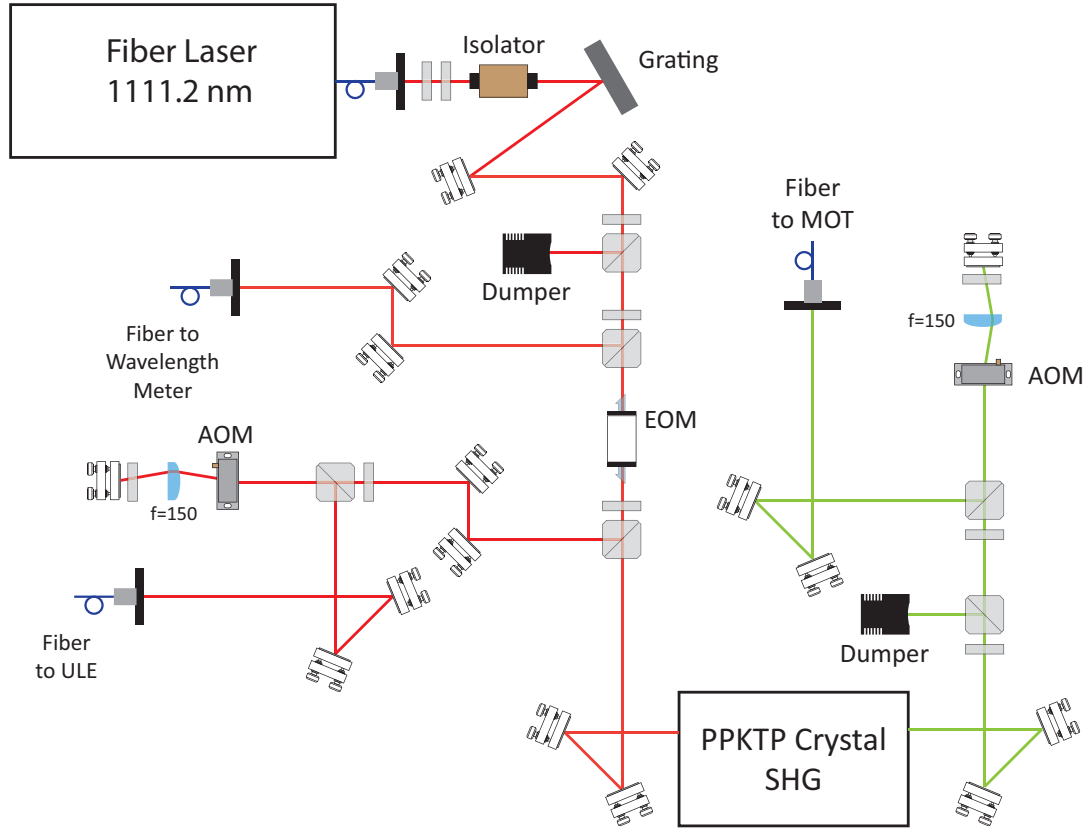 Fiber Laser
1111.2 nm
Isolator
Grating
Fiber
to MOT
Dumper
f=150
Fiber to
Wavelength
Meter
AOM
EOM
AOM
f=150
Fiber
to ULE
Dumper
PPKTP Crystal
SHG